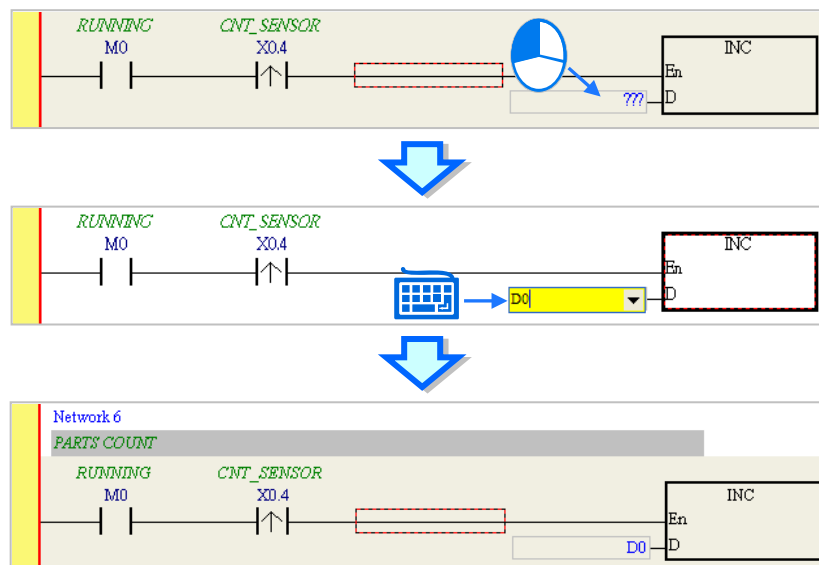 RUNNING CNT_SENSOR
M0 X0.4 INC
En
??? D
RUNNING CNT_SENSOR
M0 X0.4 INC
En
D0 D
Network 6
PARTS COUNT
RUNNING CNT_SENSOR
M0 X0.4 INC
En
D0 D